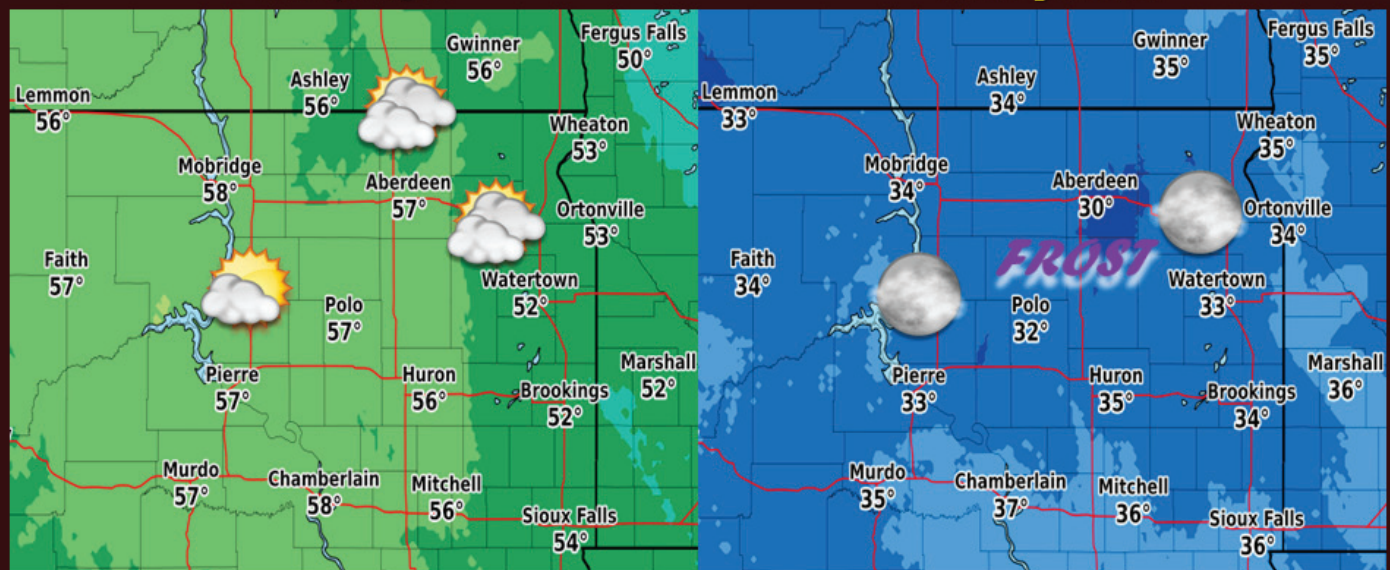 Fergus Falls
50°
Gwinner
56°
Ashley
56°
Lemmon
56°
Wheaton
53°
Mobridge
58°
Aberdeen
57°
Ortonville
53°
Faith
57°
Watertown
52°
Polo
57°
Marshall
52°
Pierre
57°
Huron
56°
Brookings
52°
Murdo
57°
Chamberlain
58°
Mitchell
56°
Sioux Falls
54°
Fergus Falls
35°
Gwinner
35°
Ashley
34°
Lemmon
33°
Wheaton
35°
Mobridge
34°
Aberdeen
30°
Ortonville
34°
FROST
Faith
34°
Watertown
33°
Polo
32°
Marshall
36°
Pierre
33°
Huron
35°
Brookings
34°
Murdo
35°
Chamberlain
37°
Mitchell
36°
Sioux Falls
36°